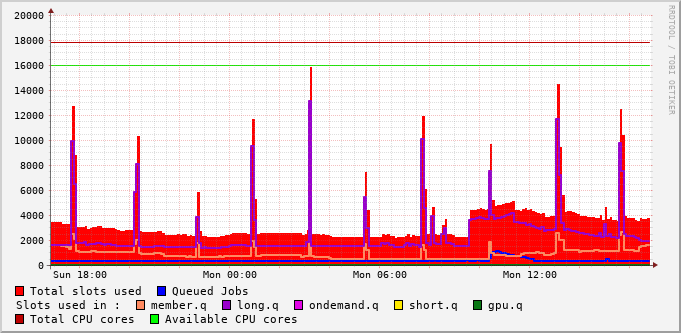 20000
18000
16000
14000
12000
10000
8000
6000
4000
2000
0
Sun 18:00 Mon 00:00 Mon 06:00 Mon 12:00
Total slots used Queued Jobs
Slots used in : member.q long.q ondemand.q short.q gpu.q
Total CPU cores Available CPU cores
RRDTOOL / TOBI OETIKER